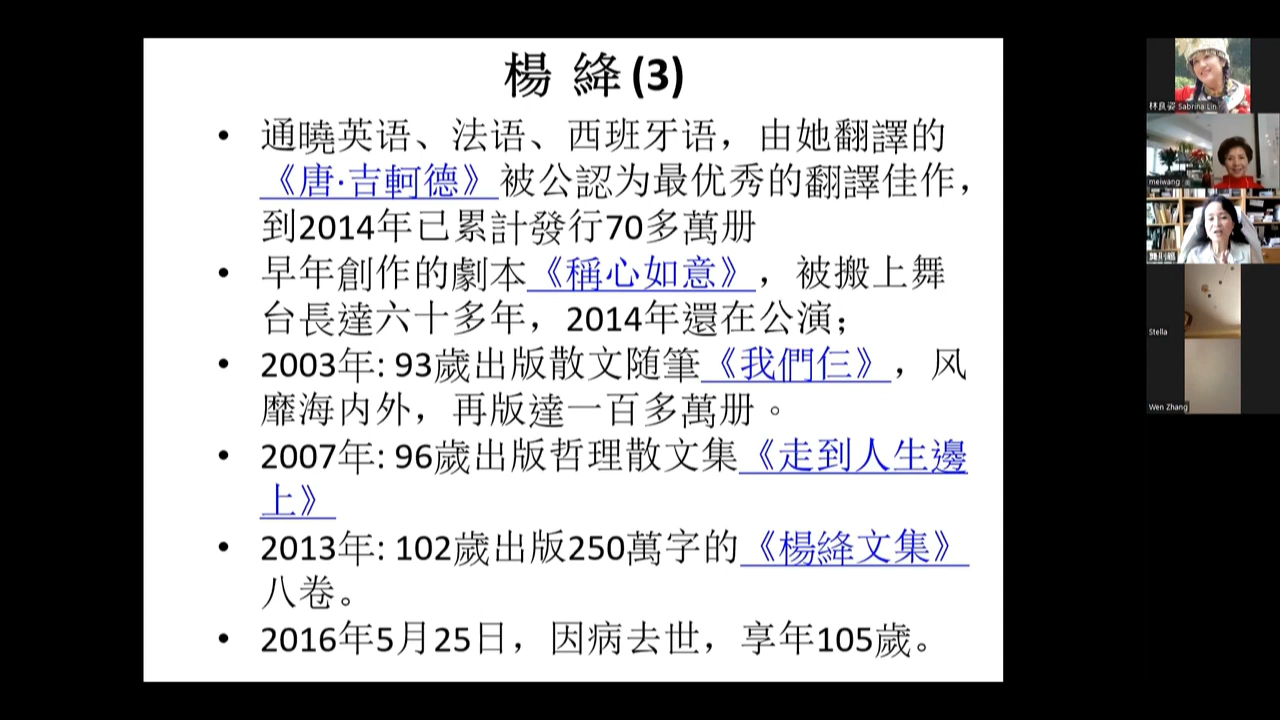 楊 絳 (3)
• 通曉英语、法语、西班牙语，由她翻譯的
《唐·吉軻德》被公認为最优秀的翻譯佳作，
到2014年已累計發行70多萬册
• 早年創作的劇本《稱心如意》，被搬上舞
台長達六十多年，2014年還在公演；
• 2003年: 93歲出版散文随筆《我們仨》，风
靡海内外，再版達一百多萬册。
• 2007年: 96歲出版哲理散文集《走到人生邊
上》
• 2013年: 102歲出版250萬字的《楊絳文集》
八卷。
• 2016年5月25日，因病去世，享年105歲。
林良姿 Sabrina Lin
meiwang
Stella
Wen Zhang